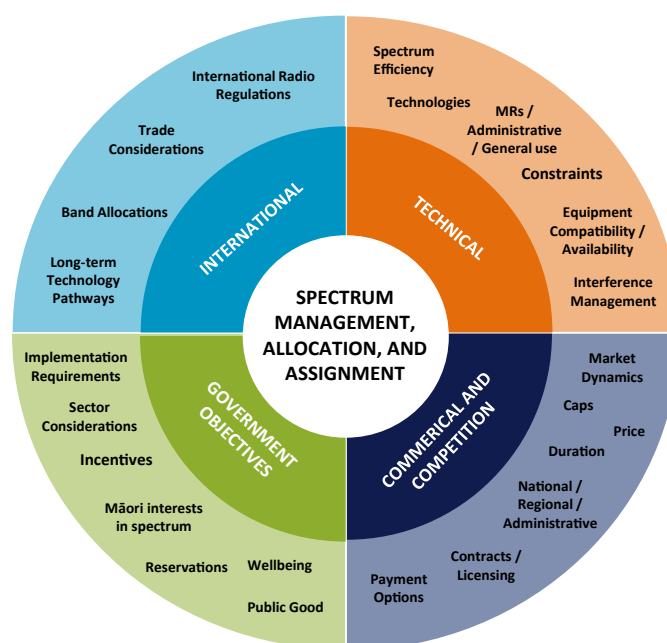 International Radio
Regulations
Trade
Considerations
Band Allocations
Long-term
Technology
Pathways
INTERNATIONAL
Spectrum
Efficiency
Technologies
MRs /
Administrative
/ General use
Constraints
Equipment
Compatibility /
Availability
Interference
Management
TECHNICAL
SPECTRUM
MANAGEMENT,
ALLOCATION, AND
ASSIGNMENT
Implementation
Requirements
Sector
Considerations
Incentives
Māori interests
in spectrum
Reservations
Wellbeing
Public Good
GOVERNMENT
OBJECTIVES
COMMERICAL AND
COMPETITION
Market
Dynamics
Caps
Price
Duration
National /
Regional /
Administrative
Contracts /
Licensing
Payment
Options